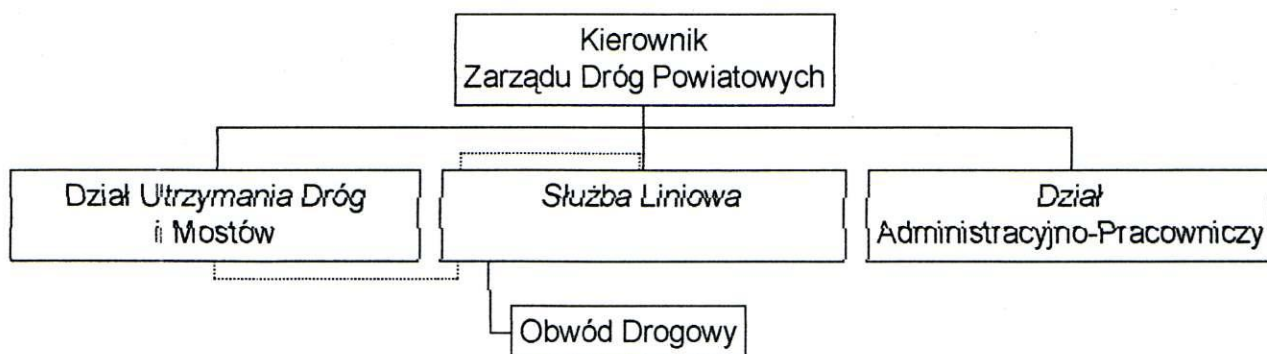 Kierownik
Zarządu Dróg Powiatowych
Dział Utrzymania Dróg
i Mostów
Służba Liniowa
Dział
Administracyjno-Pracowniczy
Obwód Drogowy